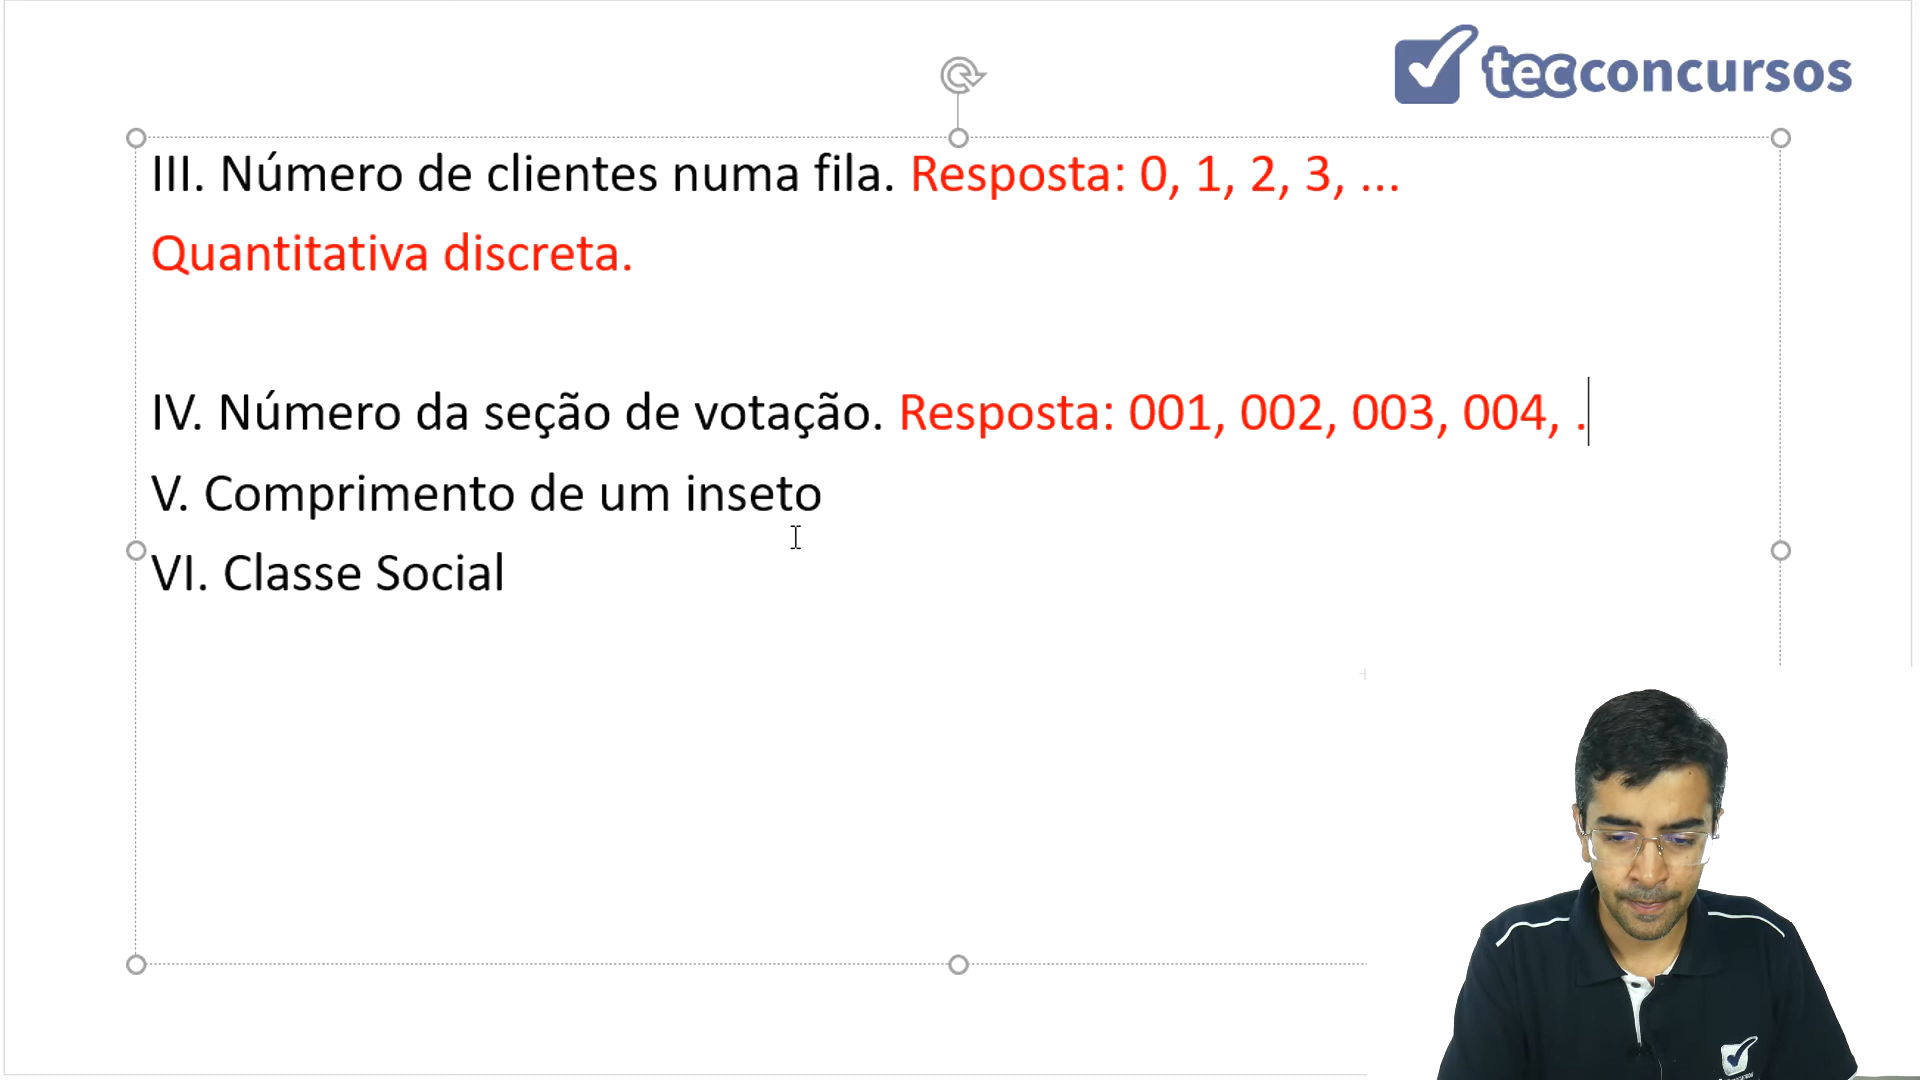 tecconcursos
III. Número de clientes numa fila. Resposta: 0, 1, 2, 3, ...
Quantitativa discreta.
IV. Número da seção de votação. Resposta: 001, 002, 003, 004, .
V. Comprimento de um inseto
VI. Classe Social